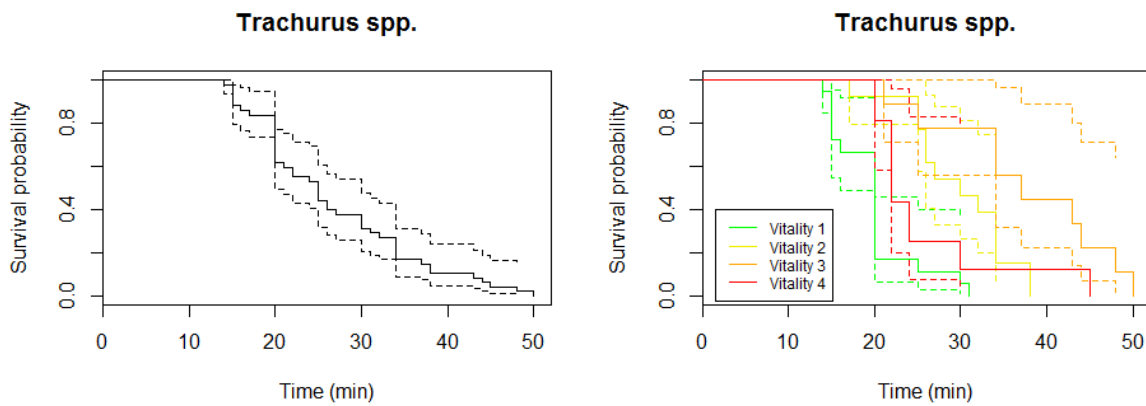 Trachurus spp.
Survival probability
0.8
0.4
0.0
0 10 20 30 40 50
Time (min)
Trachurus spp.
Survival probability
0.8
0.4
0.0
Vitality 1
Vitality 2
Vitality 3
Vitality 4
0 10 20 30 40 50
Time (min)